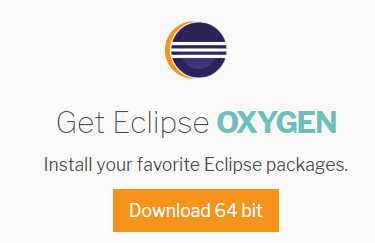 Get Eclipse OXYGEN
Install your favorite Eclipse packages.
Download 64 bit